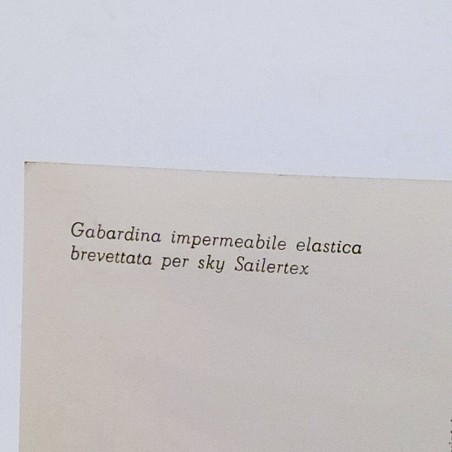 Gabardina impermeabile elastica
brevettata per sky Sailertex